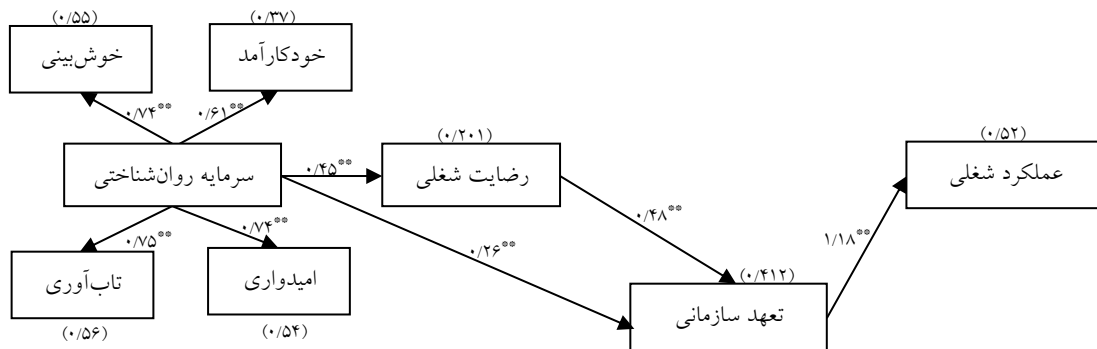 (۰/۵۵)
(۰/۳۷)
خوش‌بینی
خودکارآمد
۰/۷۴**
۰/۶۱**
(۰/۲۰۱)
(۰/۵۲)
سرمایه روان‌شناختی
۰/۴۵**
رضایت شغلی
عملکرد شغلی
۰/۷۵**
۰/۷۴**
۰/۲۶**
۰/۴۸**
۱/۱۸**
تاب‌آوری
امیدواری
(۰/۴۱۲)
تعهد سازمانی
(۰/۵۶)
(۰/۵۴)